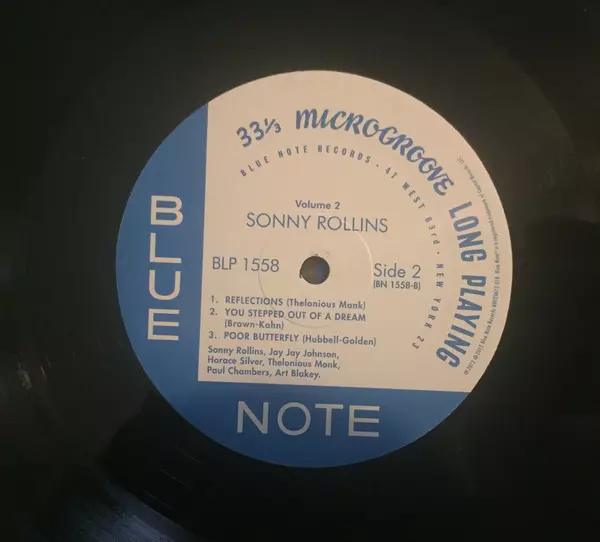 33⅓ MICROGROOVE LONG PLAYING
BLUE NOTE RECORDS · 47 WEST 63rd · NEW YORK 23
Volume 2
SONNY ROLLINS
BLP 1558
Side 2
(BN 1558-B)
1. REFLECTIONS (Thelonious Monk)
2. YOU STEPPED OUT OF A DREAM
(Brown-Kahn)
3. POOR BUTTERFLY (Hubbell-Golden)
Sonny Rollins, Jay Jay Johnson,
Horace Silver, Thelonious Monk,
Paul Chambers, Art Blakey.
BLUE
NOTE